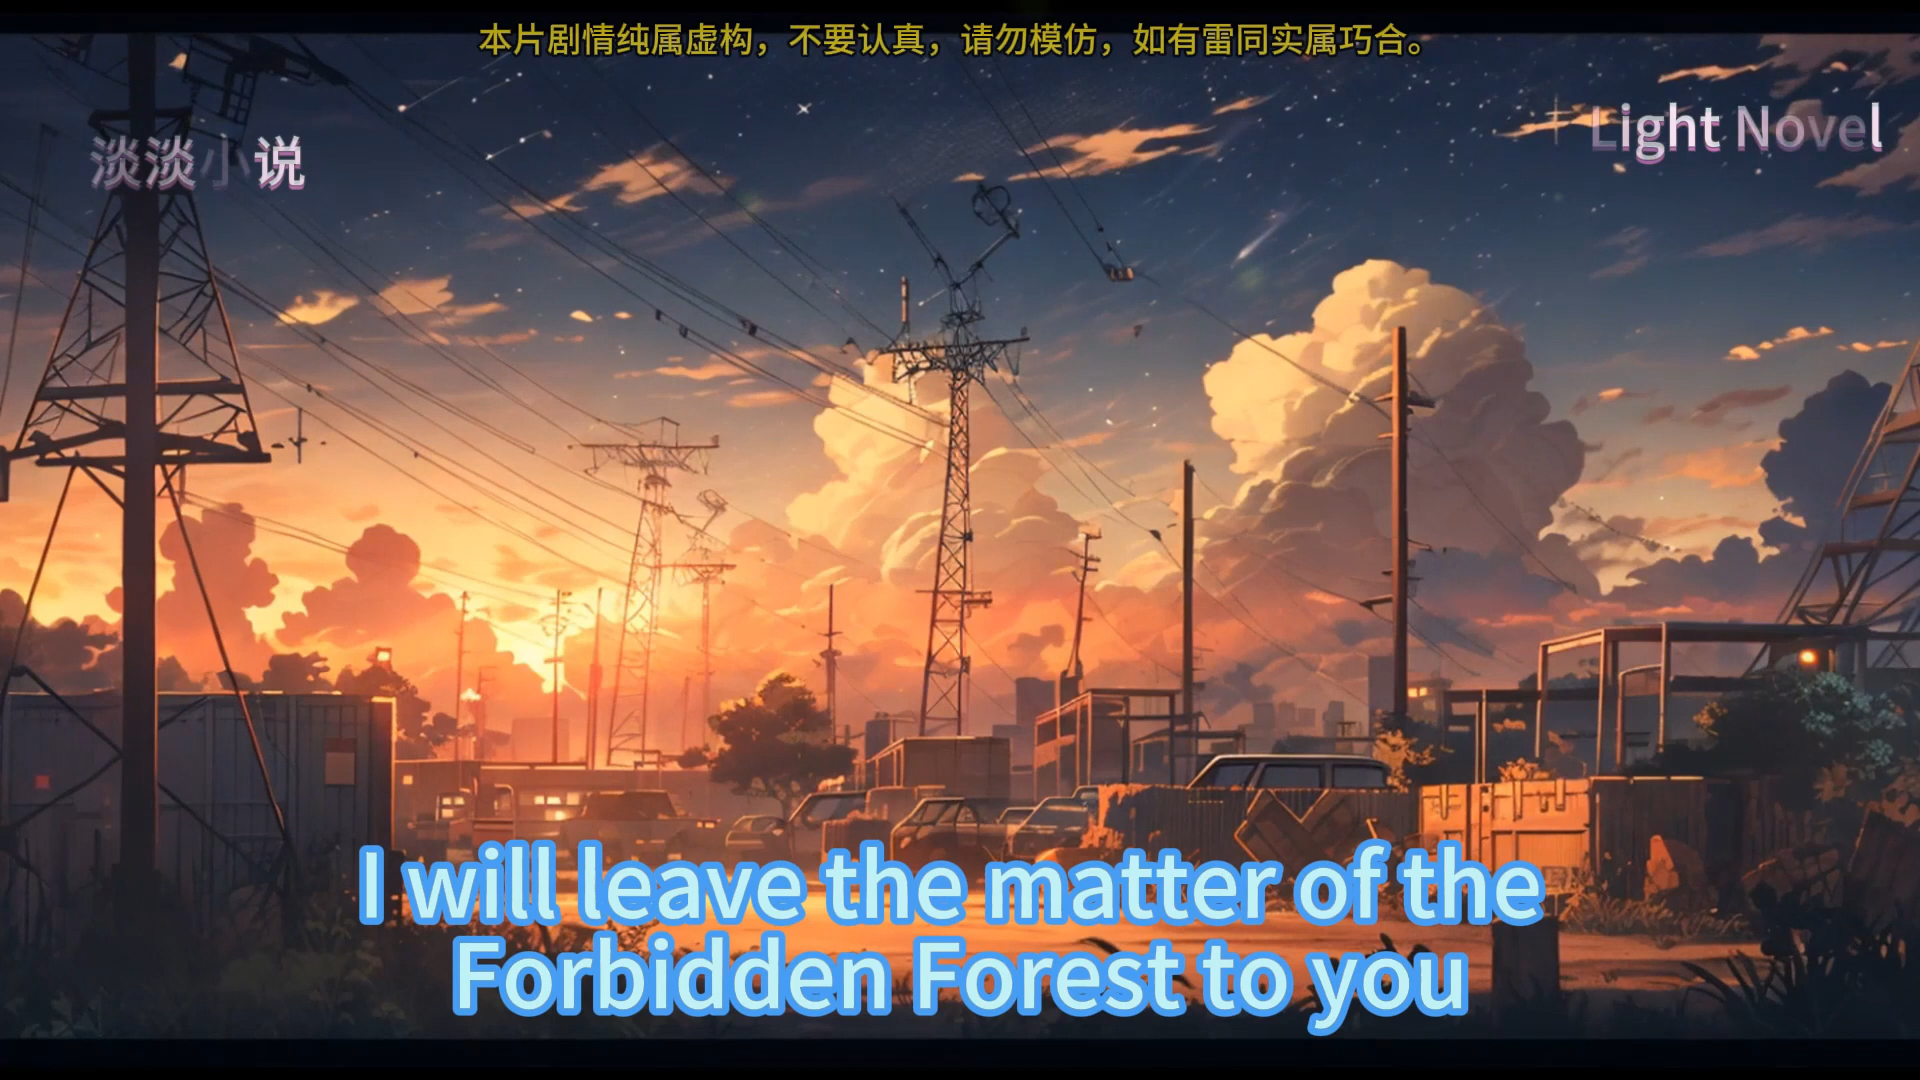 本片剧情纯属虚构，不要认真，请勿模仿，如有雷同实属巧合。
淡淡小说
Light Novel
I will leave the matter of the
Forbidden Forest to you